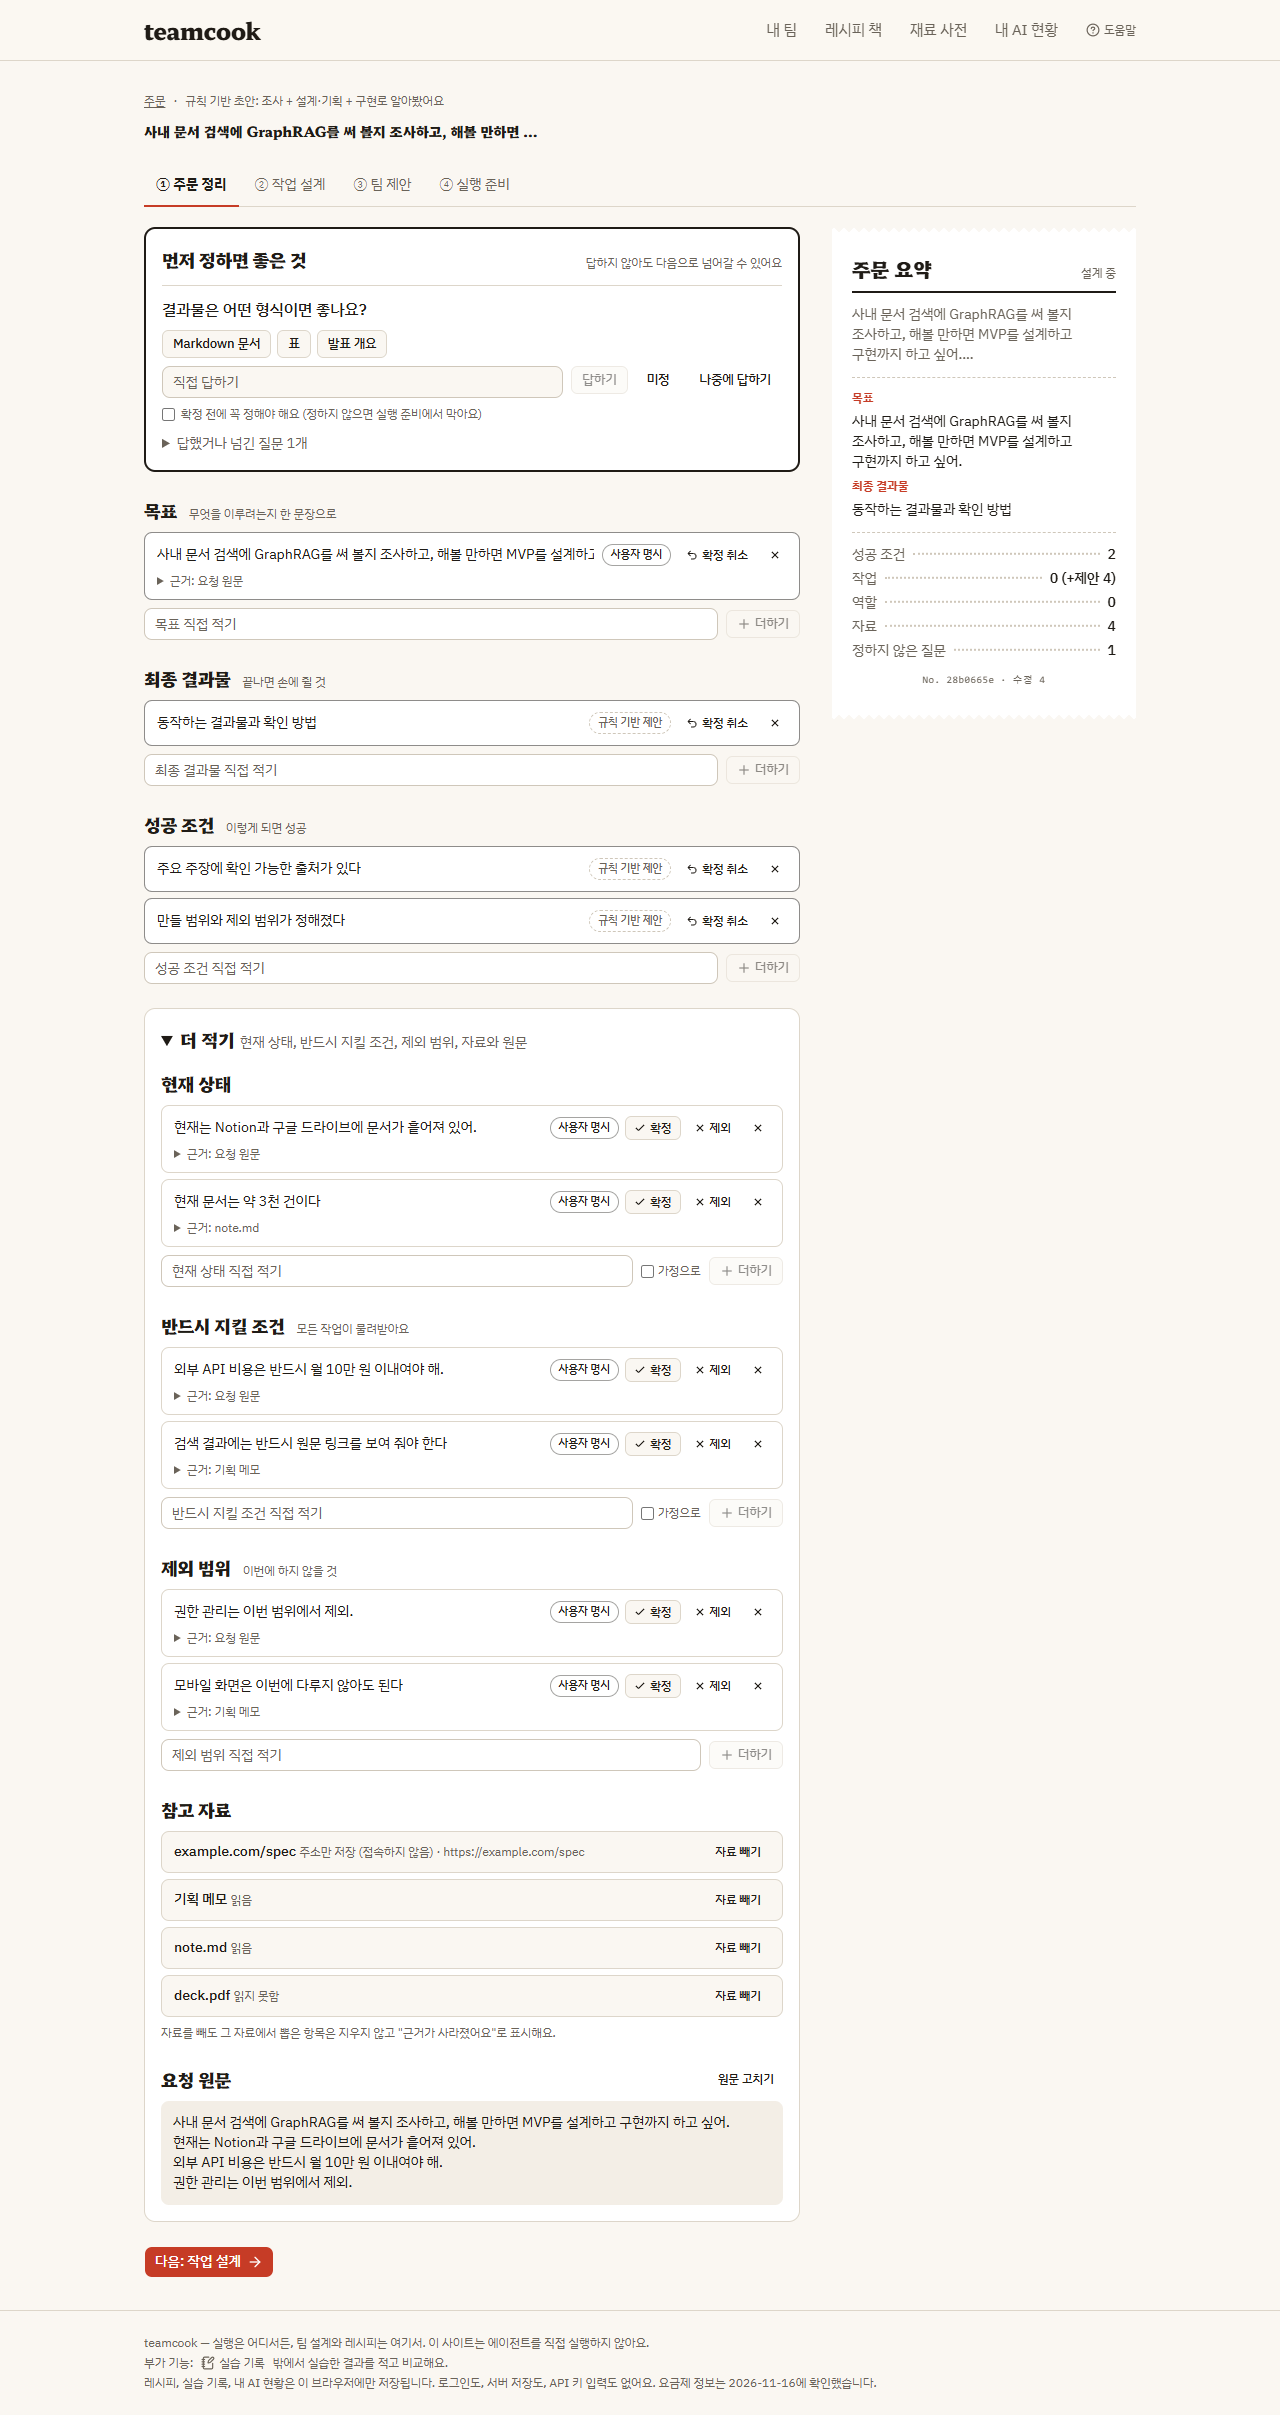 teamcook
내 팀
레시피 책
재료 사전
내 AI 현황
도움말
주문 · 규칙 기반 초안: 조사 + 설계·기획 + 구현로 알아봤어요
사내 문서 검색에 GraphRAG를 써 볼지 조사하고, 해볼 만하면 …
① 주문 정리
② 작업 설계
③ 팀 제안
④ 실행 준비
먼저 정하면 좋은 것
답하지 않아도 다음으로 넘어갈 수 있어요
결과물은 어떤 형식이면 좋나요?
Markdown 문서
표
발표 개요
직접 답하기
답하기
미정
나중에 답하기
확정 전에 꼭 정해야 해요 (정하지 않으면 실행 준비에서 막아요)
▶ 답했거나 넘긴 질문 1개
목표 무엇을 이루려는지 한 문장으로
사내 문서 검색에 GraphRAG를 써 볼지 조사하고, 해볼 만하면 MVP를 설계하고
사용자 명시
확정 취소
×
▶ 근거: 요청 원문
목표 직접 적기
+ 더하기
최종 결과물 끝나면 손에 쥘 것
동작하는 결과물과 확인 방법
규칙 기반 제안
확정 취소
×
최종 결과물 직접 적기
+ 더하기
성공 조건 이렇게 되면 성공
주요 주장에 확인 가능한 출처가 있다
규칙 기반 제안
확정 취소
×
만들 범위와 제외 범위가 정해졌다
규칙 기반 제안
확정 취소
×
성공 조건 직접 적기
+ 더하기
▼ 더 적기 현재 상태, 반드시 지킬 조건, 제외 범위, 자료와 원문
현재 상태
현재는 Notion과 구글 드라이브에 문서가 흩어져 있어.
사용자 명시
✓ 확정
× 제외
×
▶ 근거: 요청 원문
현재 문서는 약 3천 건이다
사용자 명시
✓ 확정
× 제외
×
▶ 근거: note.md
현재 상태 직접 적기
가정으로
+ 더하기
반드시 지킬 조건 모든 작업이 물려받아요
외부 API 비용은 반드시 월 10만 원 이내여야 해.
사용자 명시
✓ 확정
× 제외
×
▶ 근거: 요청 원문
검색 결과에는 반드시 원문 링크를 보여 줘야 한다
사용자 명시
✓ 확정
× 제외
×
▶ 근거: 기획 메모
반드시 지킬 조건 직접 적기
가정으로
+ 더하기
제외 범위 이번에 하지 않을 것
권한 관리는 이번 범위에서 제외.
사용자 명시
✓ 확정
× 제외
×
▶ 근거: 요청 원문
모바일 화면은 이번에 다루지 않아도 된다
사용자 명시
✓ 확정
× 제외
×
▶ 근거: 기획 메모
제외 범위 직접 적기
+ 더하기
참고 자료
example.com/spec 주소만 저장 (접속하지 않음) · https://example.com/spec
자료 빼기
기획 메모 읽음
자료 빼기
note.md 읽음
자료 빼기
deck.pdf 읽지 못함
자료 빼기
자료를 빼도 그 자료에서 뽑은 항목은 지우지 않고 "근거가 사라졌어요"로 표시해요.
요청 원문
원문 고치기
사내 문서 검색에 GraphRAG를 써 볼지 조사하고, 해볼 만하면 MVP를 설계하고 구현까지 하고 싶어.
현재는 Notion과 구글 드라이브에 문서가 흩어져 있어.
외부 API 비용은 반드시 월 10만 원 이내여야 해.
권한 관리는 이번 범위에서 제외.
다음: 작업 설계 →
주문 요약
설계 중
사내 문서 검색에 GraphRAG를 써 볼지
조사하고, 해볼 만하면 MVP를 설계하고
구현까지 하고 싶어....
목표
사내 문서 검색에 GraphRAG를 써 볼지
조사하고, 해볼 만하면 MVP를 설계하고
구현까지 하고 싶어.
최종 결과물
동작하는 결과물과 확인 방법
성공 조건 2
작업 0 (+제안 4)
역할 0
자료 4
정하지 않은 질문 1
No. 28b0665e · 수정 4
teamcook — 실행은 어디서든, 팀 설계와 레시피는 여기서. 이 사이트는 에이전트를 직접 실행하지 않아요.
부가 기능: 실습 기록 밖에서 실습한 결과를 적고 비교해요.
레시피, 실습 기록, 내 AI 현황은 이 브라우저에만 저장됩니다. 로그인도, 서버 저장도, API 키 입력도 없어요. 요금제 정보는 2026-11-16에 확인했습니다.